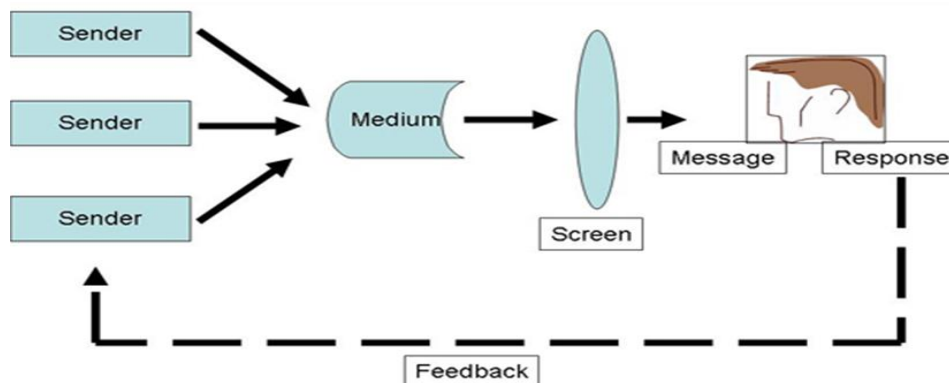 Sender
Sender
Medium
Message
Response
Sender
Screen
Feedback